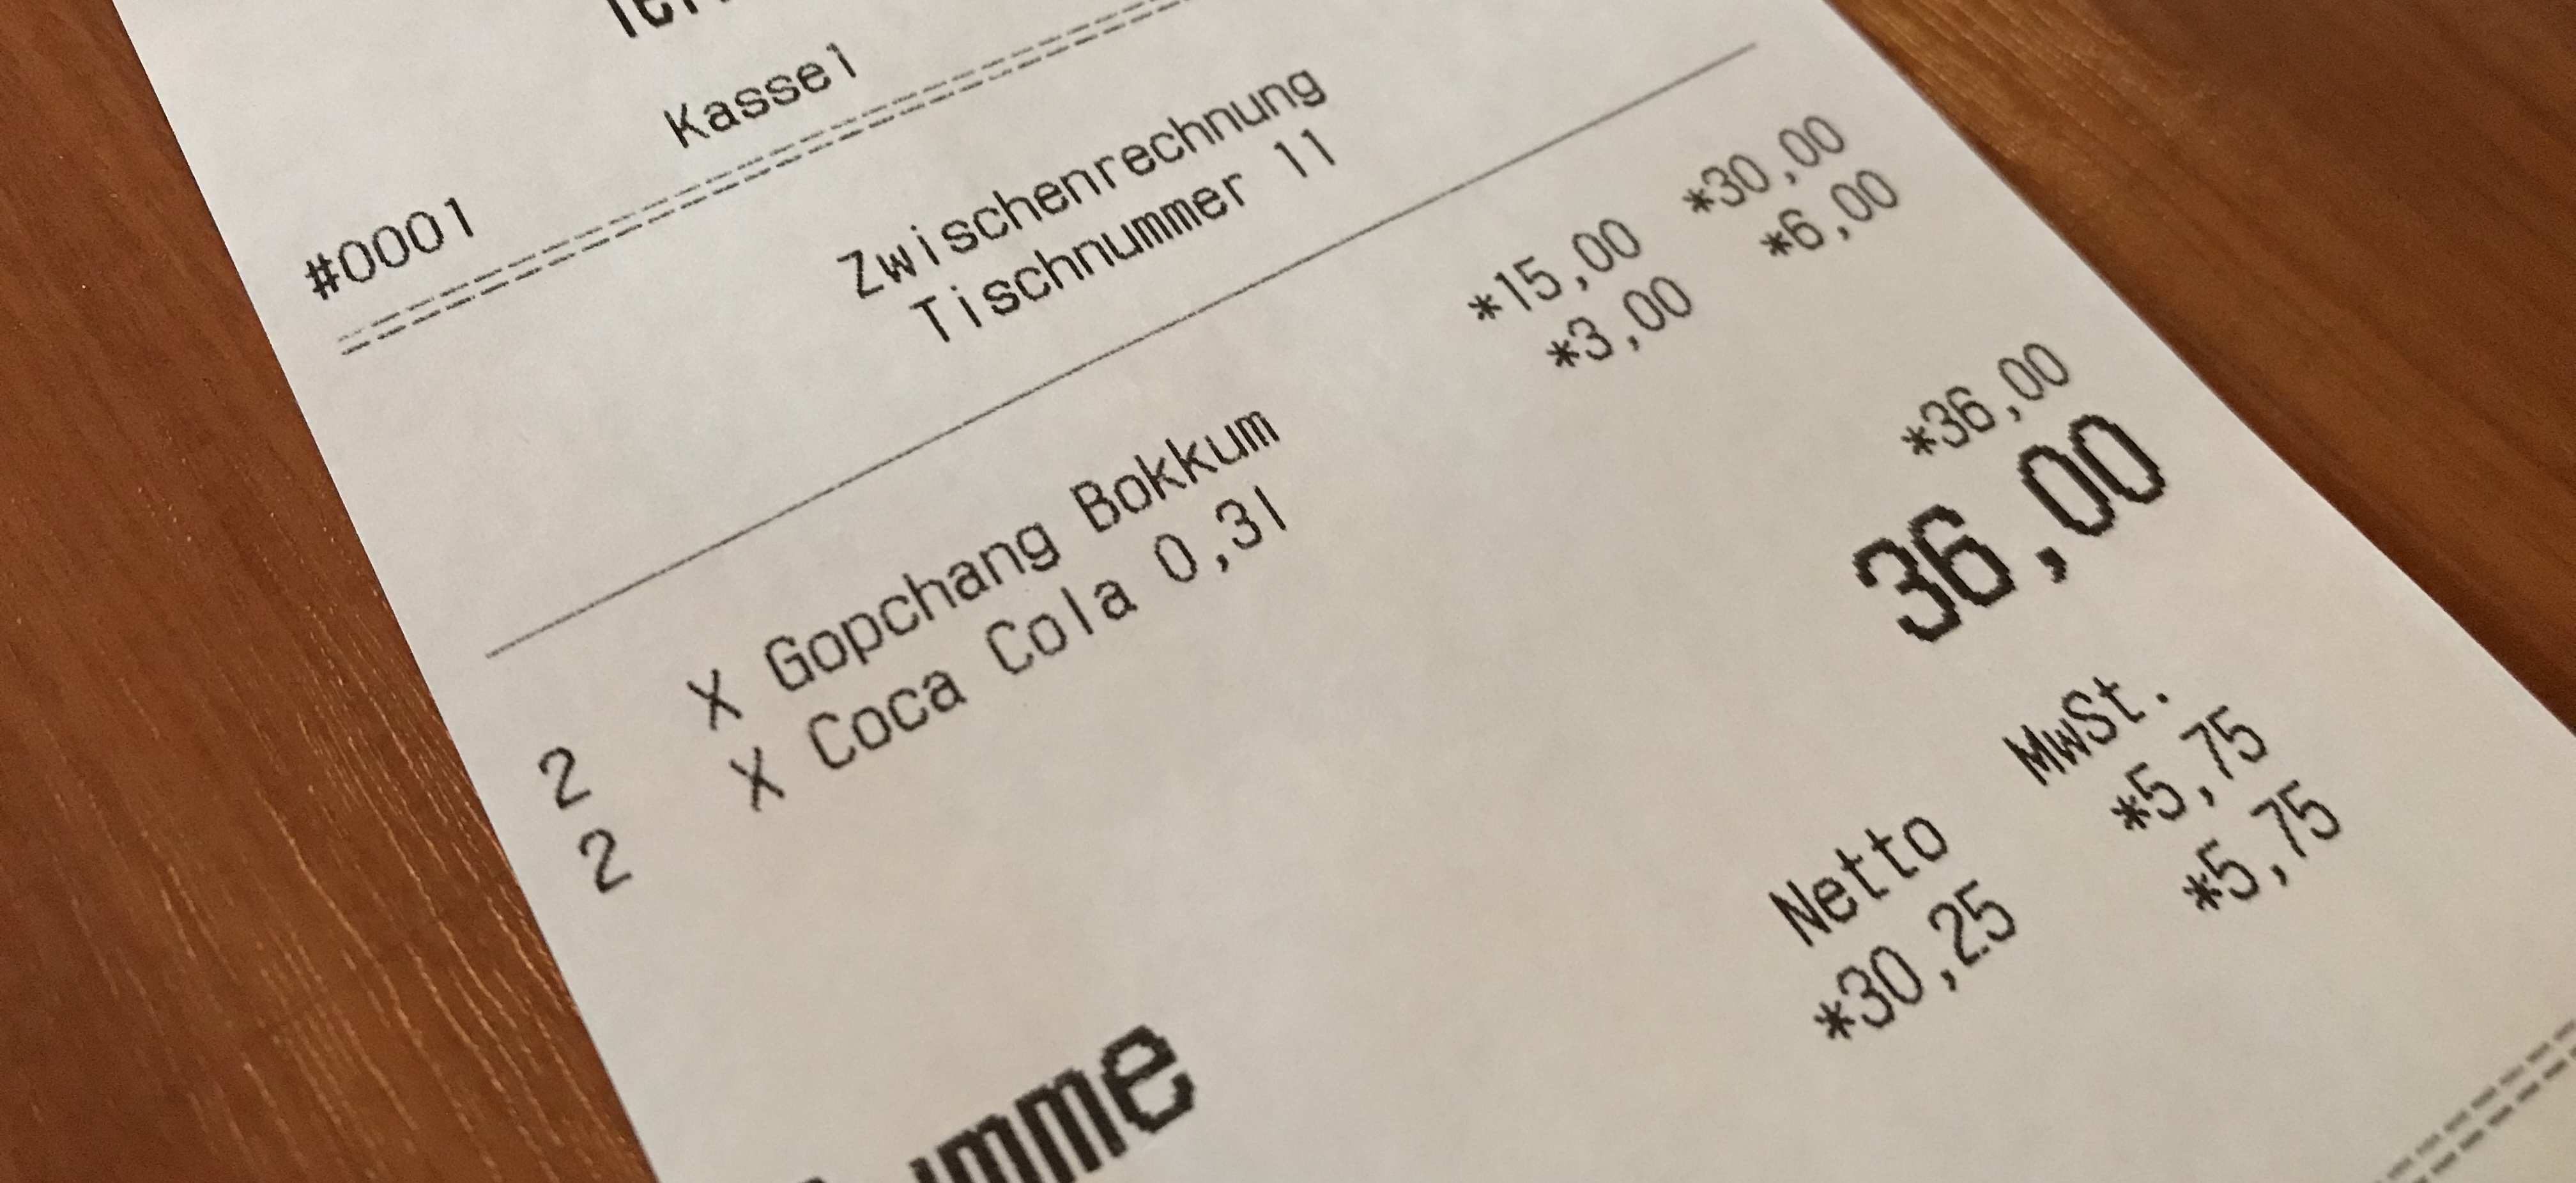 #0001 Kasse1
Zwischenrechnung
Tischnummer 11
2 X Gopchang Bokkum *15,00 *30,00
2 X Coca Cola 0,3l *3,00 *6,00
*36,00
36,00
Netto MwSt.
*30,25 *5,75
*5,75